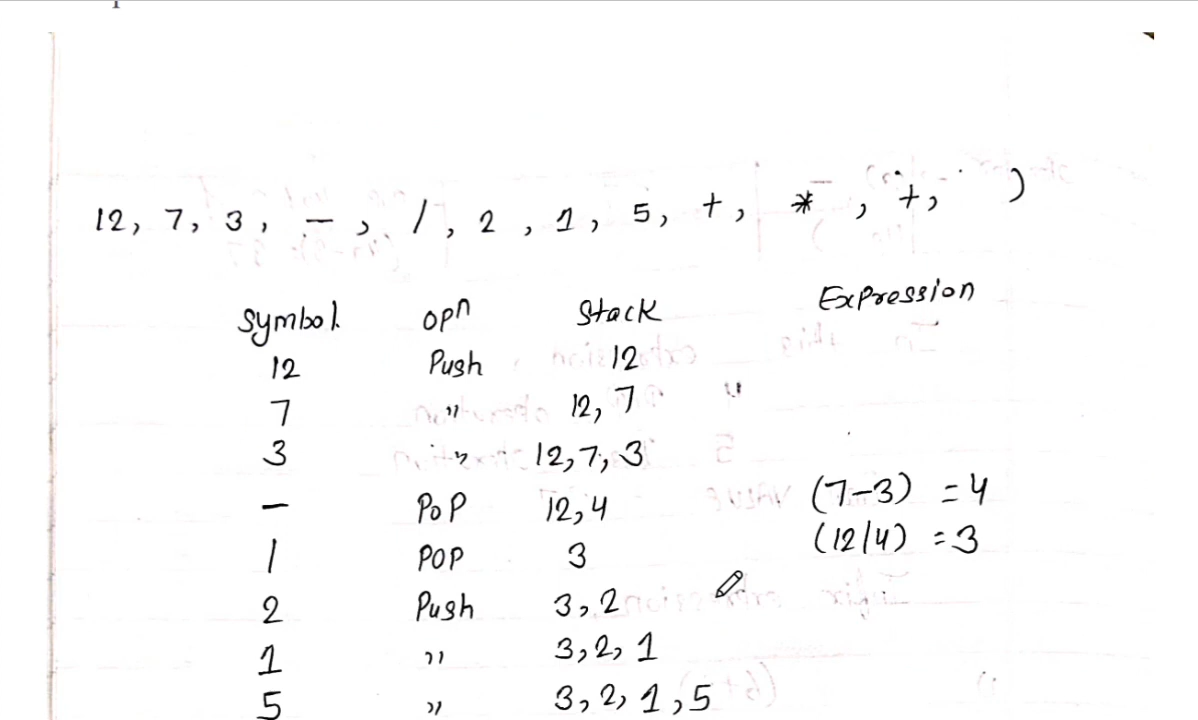 12, 7, 3, -, /, 2, 1, 5, +, *, +, )
Symbol opn Stack Expression
12 Push 12
7 " 12, 7
3 " 12,7,3
- PoP 12,4 (7-3) = 4
/ POP 3 (12/4) = 3
2 Push 3,2
1 " 3,2,1
5 " 3,2,1,5